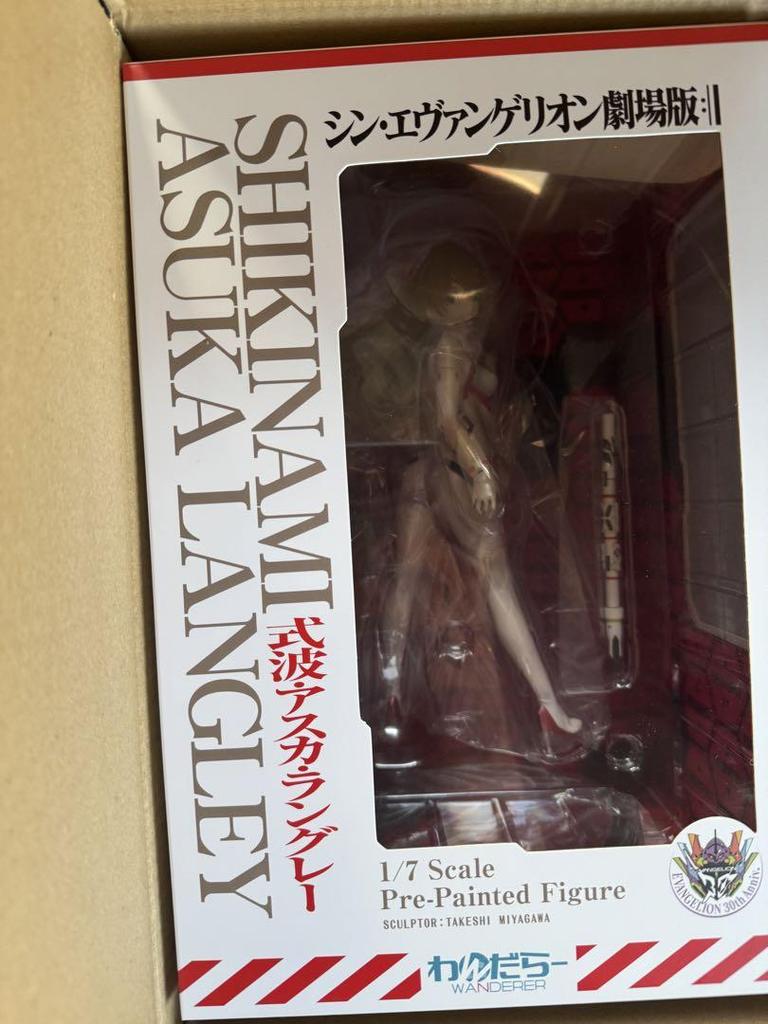 シン・エヴァンゲリオン劇場版:||
SHIKINAMI
ASUKA LANGLEY
式波・アスカ・ラングレー
1/7 Scale
Pre-Painted Figure
SCULPTOR:TAKESHI MIYAGAWA
EVANGELION
EVANGELION 30th Anniv.
わんだらー
WANDERER